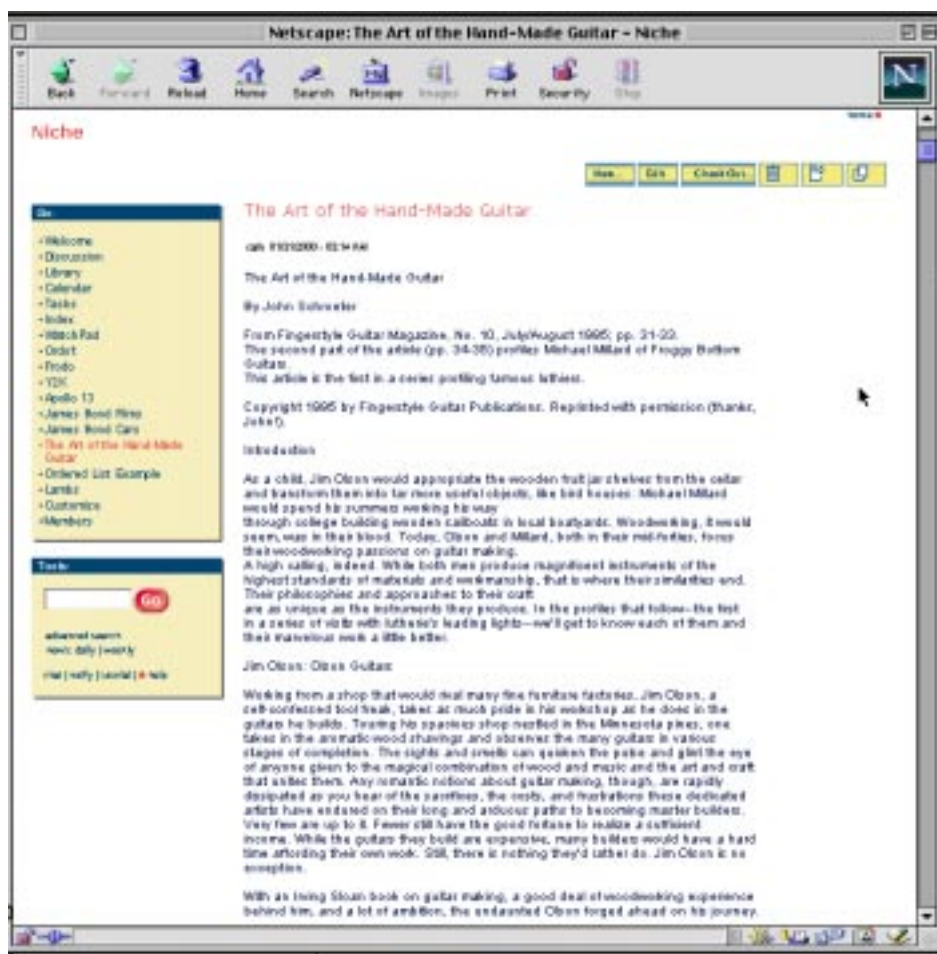 Netscape: The Art of the Hand-Made Guitar - Niche
Back Forward Reload Home Search Netscape Images Print Security Stop
N
Niche
Edit Check Out
The Art of the Hand-Made Guitar
Go
Welcome
Discussion
Library
Calendar
Tasks
Index
Watch Pad
Frodo
Y2K
Apollo 13
James Bond Films
James Bond Cars
The Art of the Hand-Made
Guitar
Ordered List Example
Customize
Members
Tools
Go
advanced search
news: daily | weekly
The Art of the Hand-Made Guitar
By John Schroeter
From Fingerstyle Guitar Magazine, No. 10, July/August 1995; pp. 31-33.
The second part of the article (pp. 34-35) profiles Michael Millard of Froggy Bottom
Guitars.
This article is the first in a series profiling famous luthiers.
Copyright 1995 by Fingerstyle Guitar Publications. Reprinted with permission (thanks,
John!).
Introduction
As a child, Jim Olson would appropriate the wooden fruit jar shelves from the cellar
and transform them into far more useful objects, like bird houses. Michael Millard
would spend his summers working his way
through college building wooden sailboats in local boatyards. Woodworking, it would
seem, was in their blood. Today, Olson and Millard, both in their mid-forties, focus
their woodworking passions on guitar making.
A high calling, indeed. While both men produce magnificent instruments of the
highest standards of materials and workmanship, that is where their similarities end.
Their philosophies and approaches to their craft
are as unique as the instruments they produce. In the profiles that follow--the first
in a series of visits with lutherie's leading lights--we'll get to know each of them and
their marvelous work a little better.
Jim Olson: Olson Guitars
Working from a shop that would rival many fine furniture factories, Jim Olson, a
self-confessed tool freak, takes as much pride in his workshop as he does in the
guitars he builds. Touring his spacious shop nestled in the Minnesota pines, one
takes in the aromatic wood shavings and observes the many guitars in various
stages of completion. The sights and smells can quicken the pulse and glint the eye
of anyone given to the magical combination of wood and music and the art and craft
that unites them. Any romantic notions about guitar making, though, are rapidly
dissipated as you hear of the sacrifices, the costs, and frustrations these dedicated
artists have endured on their long and arduous paths to becoming master builders.
Very few are up to it. Fewer still have the good fortune to realize a sufficient
income. While the guitars they build are expensive, many builders would have a hard
time affording their own work. Still, there is nothing they'd rather do. Jim Olson is no
exception.
With an Irving Sloan book on guitar making, a good deal of woodworking experience
behind him, and a lot of ambition, the undaunted Olson forged ahead on his journey.